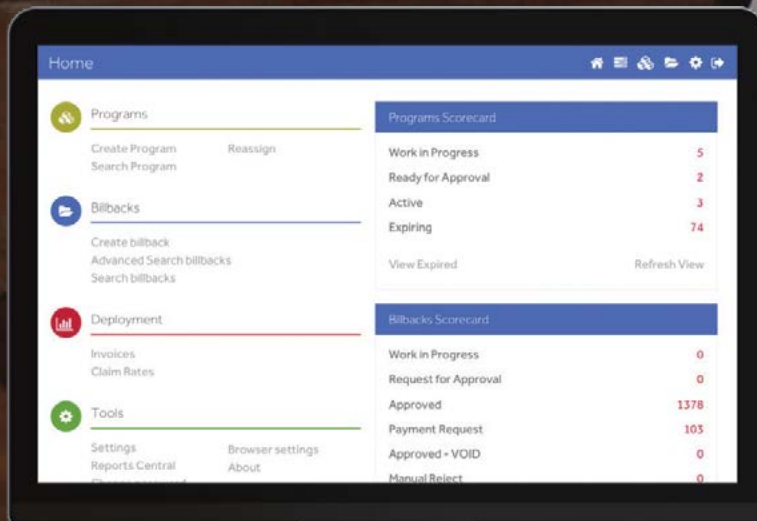 Home
Programs
Create Program Reassign
Search Program
Billbacks
Create billback
Advanced Search billbacks
Search billbacks
Deployment
Invoices
Claim Rates
Tools
Settings Browser settings
Reports Central About
Programs Scorecard
Work in Progress 5
Ready for Approval 2
Active 3
Expiring 74
View Expired Refresh View
Billbacks Scorecard
Work in Progress 0
Request for Approval 0
Approved 1378
Payment Request 103
Approved - VOID 0
Manual Reject 0